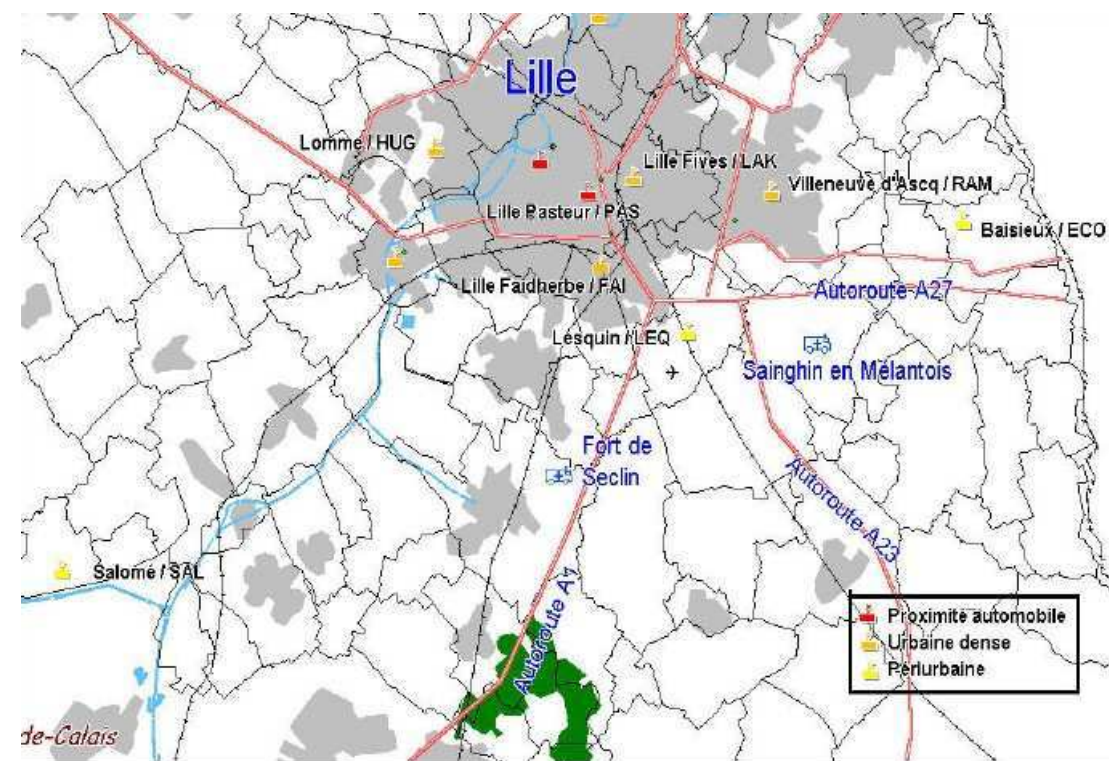 Lille
Lomme / HUG
Lille Fives / LAK
Villeneuve d'Ascq / RAM
Lille Pasteur / PAS
Baisieux / ECO
Lille Faidherbe / FAI
Autoroute A27
Lesquin / LEQ
Sainghin en Mélantois
Fort de
Seclin
Autoroute A23
Salomé / SAL
Autoroute A1
Proximité automobile
Urbaine dense
Périurbaine
de-Calais